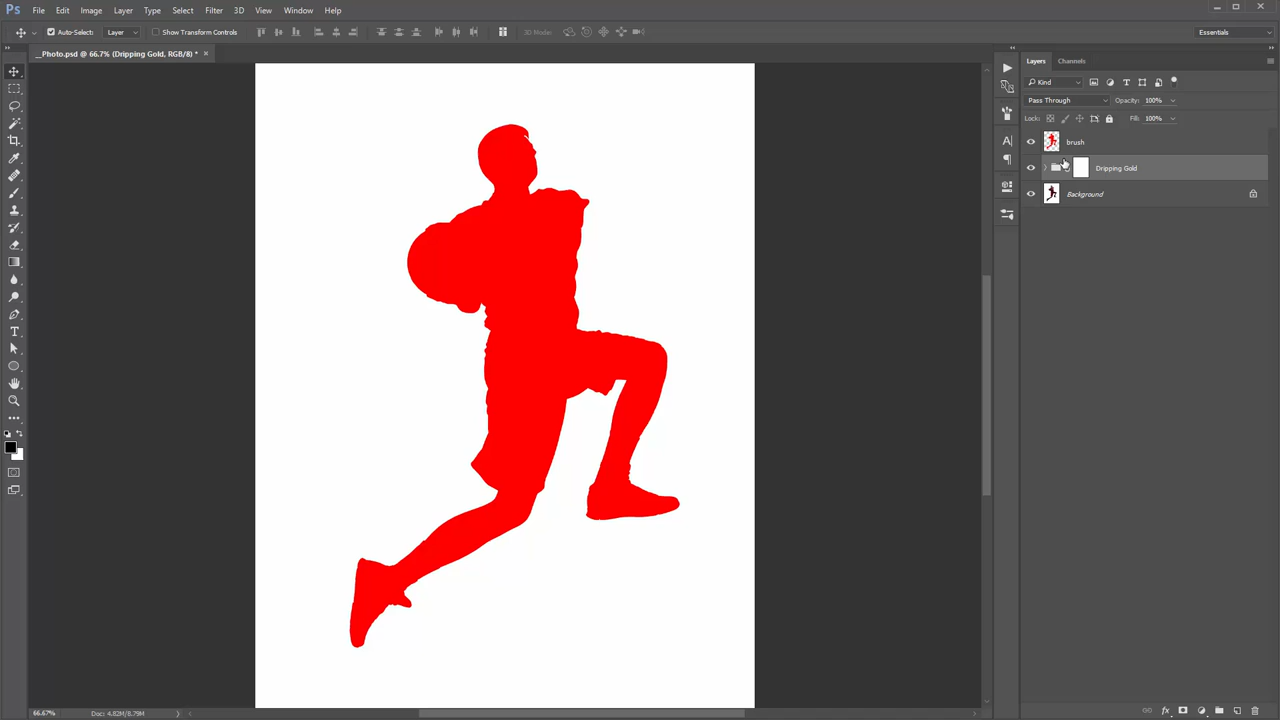 Ps File Edit Image Layer Type Select Filter 3D View Window Help
Auto-Select: Layer Show Transform Controls 3D Mode: Essentials
__Photo.psd @ 66.7% (Dripping Gold, RGB/8) * ×
Layers Channels
Kind
Pass Through Opacity: 100%
Lock: Fill: 100%
brush
Dripping Gold
Background
66.67% Doc: 4.82M/8.79M